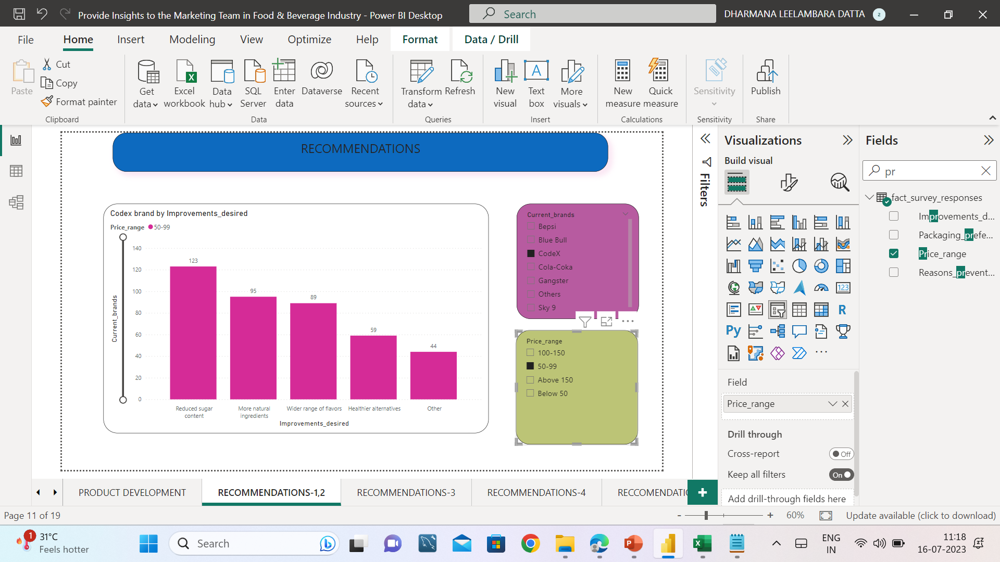 Provide Insights to the Marketing Team in Food & Beverage Industry - Power BI Desktop
Search
DHARMANA LEELAMBARA DATTA
2
File
Home
Insert
Modeling
View
Optimize
Help
Format
Data / Drill
Paste
Cut
Copy
Format painter
Clipboard
Get data
Excel workbook
Data hub
SQL Server
Enter data
Dataverse
Recent sources
Data
Transform data
Refresh
Queries
New visual
Text box
More visuals
Insert
New measure
Quick measure
Calculations
Sensitivity
Sensitivity
Publish
Share
RECOMMENDATIONS
Codex brand by Improvements_desired
Price_range
50-99
Current_brands
140
120
100
80
60
40
20
0
123
95
89
59
44
Reduced sugar content
More natural ingredients
Wider range of flavors
Healthier alternatives
Other
Improvements_desired
Current_brands
Bepsi
Blue Bull
CodeX
Cola-Coka
Gangster
Others
Sky 9
Price_range
100-150
50-99
Above 150
Below 50
Filters
Visualizations
Build visual
123
R
Py
Field
Price_range
Drill through
Cross-report
Off
Keep all filters
On
Add drill-through fields here
Fields
pr
fact_survey_responses
Improvements_d...
Packaging_prefe...
Price_range
Reasons_prevent...
PRODUCT DEVELOPMENT
RECOMMENDATIONS-1,2
RECOMMENDATIONS-3
RECOMMENDATIONS-4
RECCOMENDATIO
Page 11 of 19
60%
Update available (click to download)
1
31°C
Feels hotter
Search
ENG
IN
11:18
16-07-2023